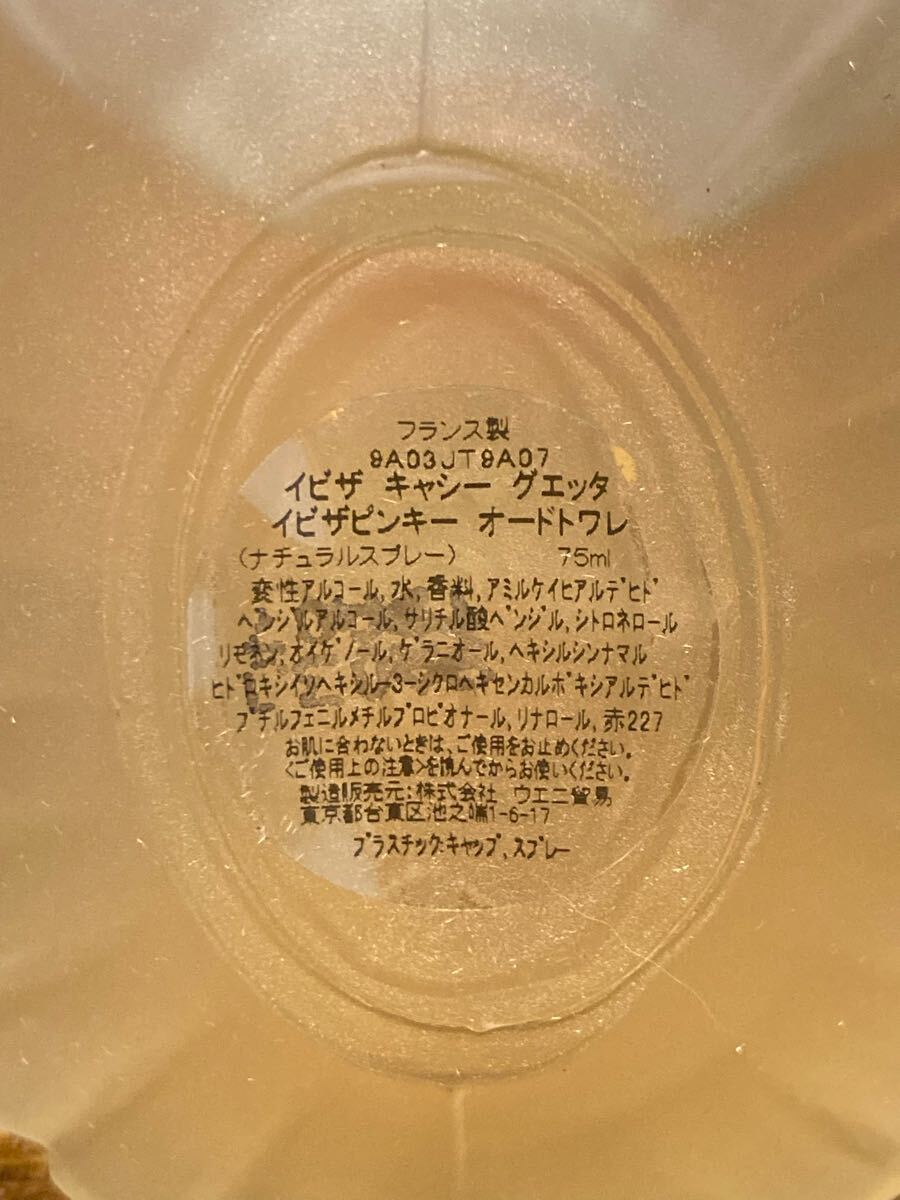 フランス製
9A03JT9A07
イビザ キャシー グエッタ
イビザピンキー オードトワレ
(ナチュラルスプレー) 75ml
変性アルコール,水,香料,アミルケイヒアルデヒド
ベンジルアルコール,サリチル酸ベンジル,シトロネロール
リモネン,オイゲノール,ゲラニオール,ヘキシルシンナマル
ヒドロキシイソヘキシル-3-シクロヘキセンカルボキシアルデヒド
ブチルフェニルメチルプロピオナール,リナロール,赤227
お肌に合わないときは、ご使用をお止めください。
<ご使用上の注意>を読んでからお使いください。
製造販売元:株式会社 ウエニ貿易
東京都台東区池之端1-6-17
プラスチック:キャップ,スプレー